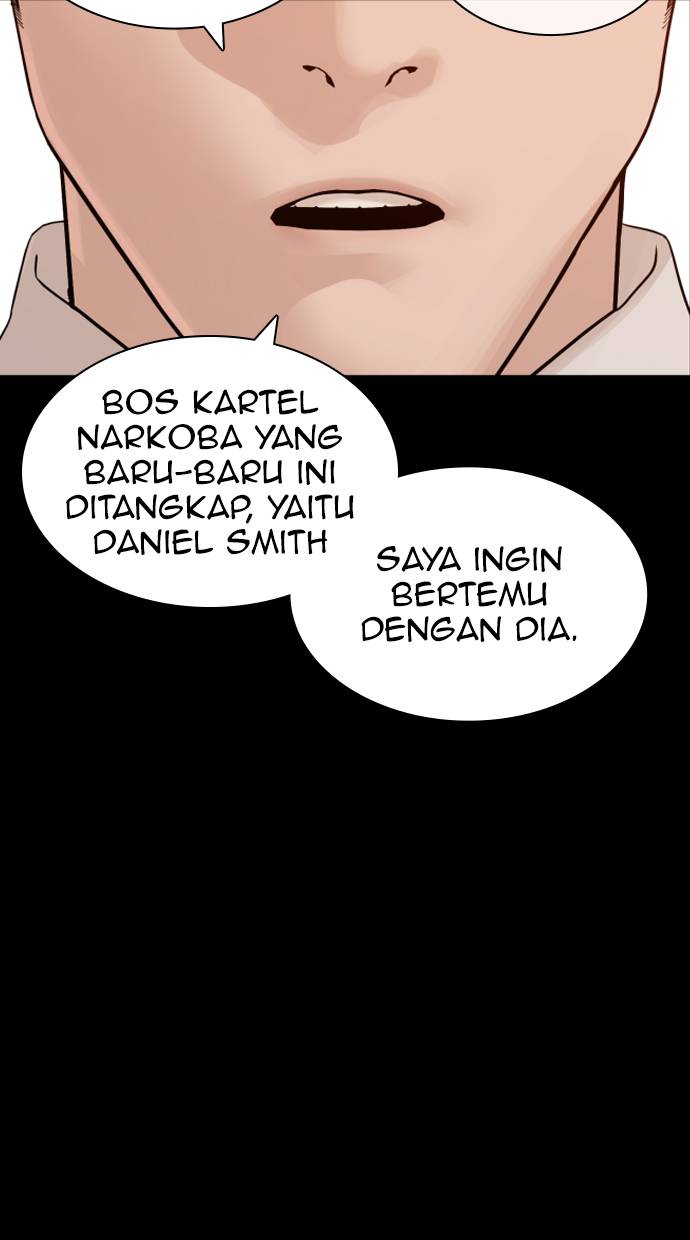 BOS KARTEL
NARKOBA YANG
BARU-BARU INI
DITANGKAP, YAITU
DANIEL SMITH
SAYA INGIN
BERTEMU
DENGAN DIA.